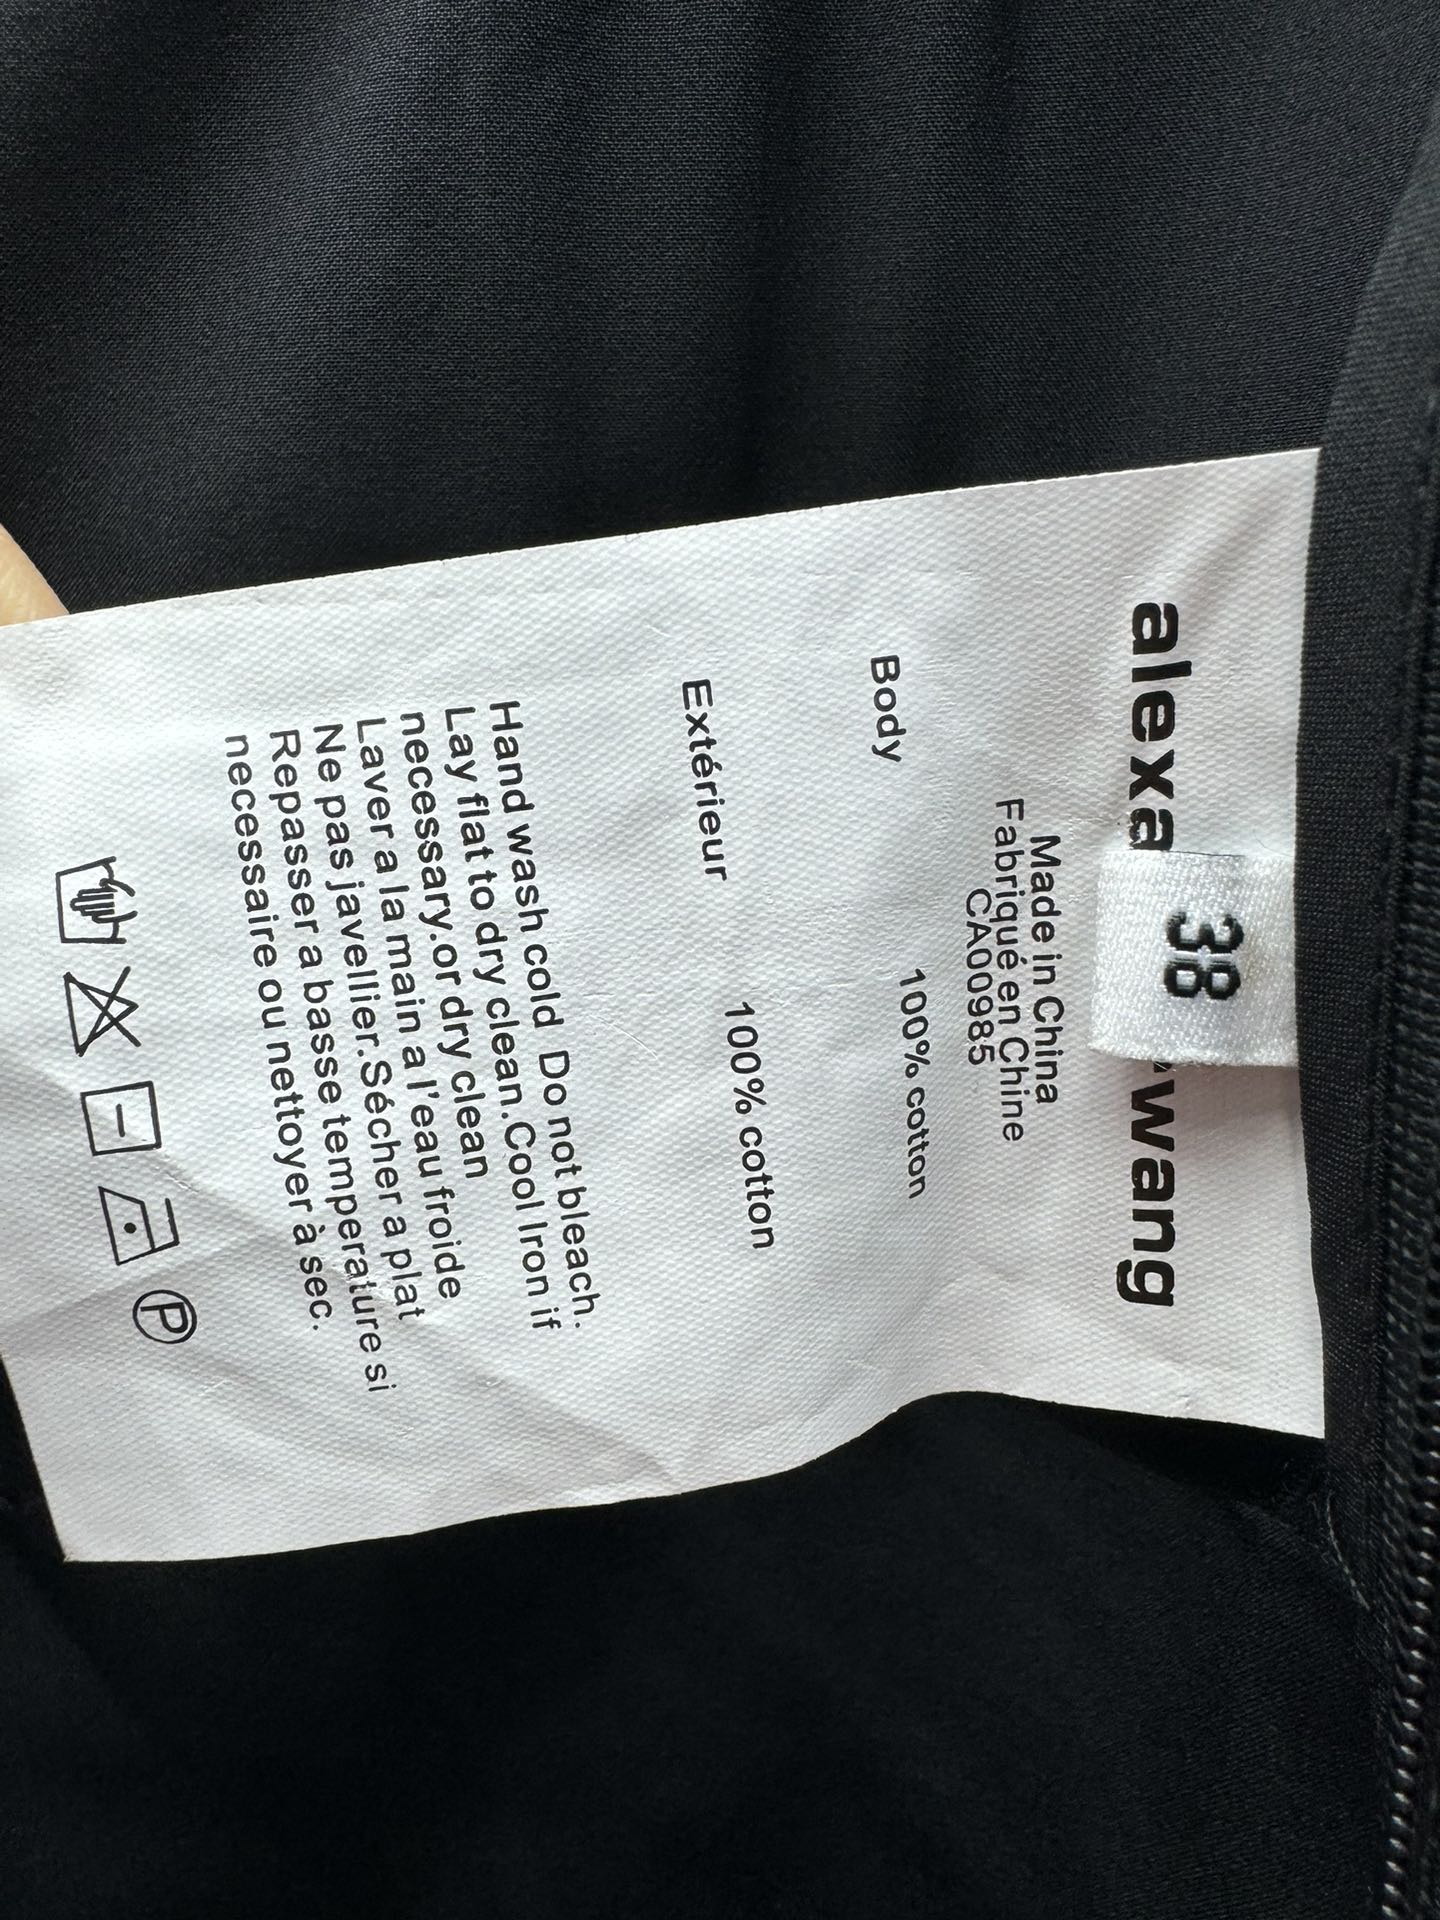 alexa wang
38
Made in China
Fabriqué en Chine
CA00985
Body 100% cotton
Extérieur 100% cotton
Hand wash cold Do not bleach.
Lay flat to dry clean.Cool Iron if
necessary.or dry clean
Laver a la main a l'eau froide
Ne pas javellier.Sécher a plat
Repasser a basse temperature si
necessaire ou nettoyer à sec.
P